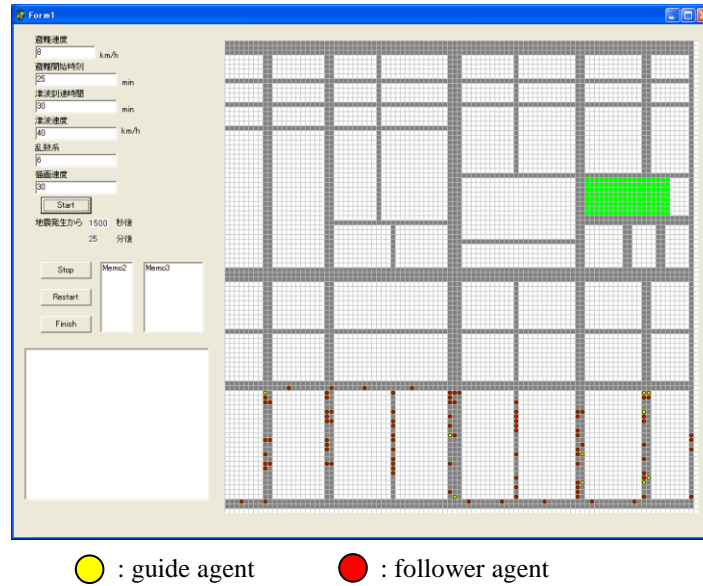 Form1
避難速度
8
km/h
避難開始時刻
25
min
津波到達時間
30
min
津波速度
40
km/h
乱数系
6
描画速度
30
Start
地震発生から 1500 秒後
25 分後
Stop
Memo2
Memo3
Restart
Finish
: guide agent
: follower agent